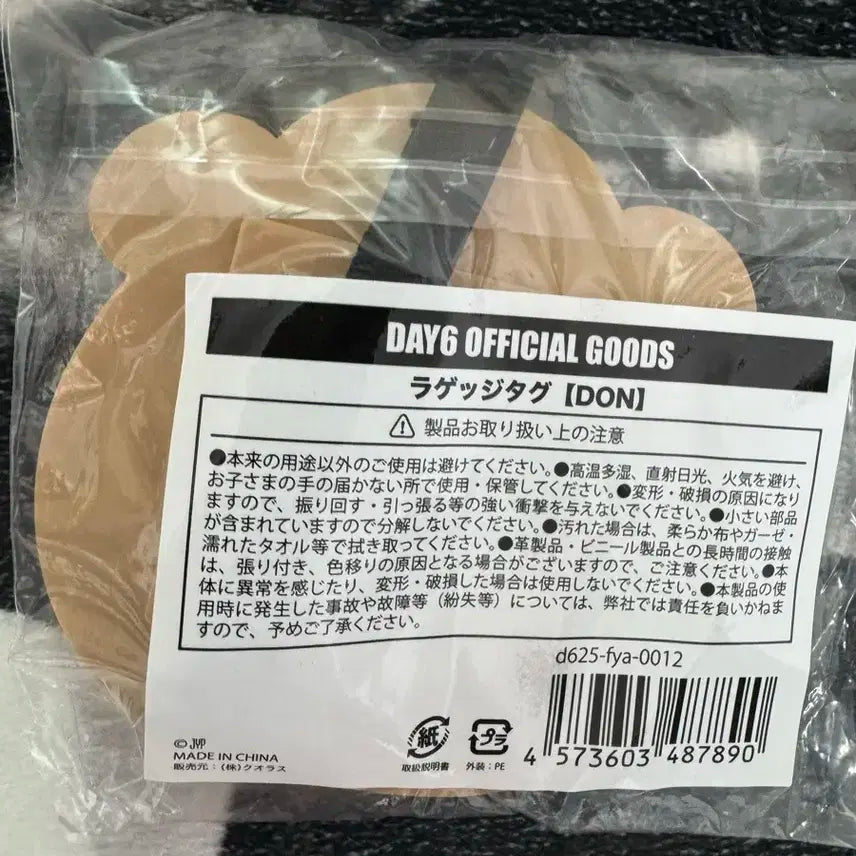 DAY6 OFFICIAL GOODS
ラゲッジタグ【DON】
⚠ 製品お取り扱い上の注意
●本来の用途以外のご使用は避けてください。●高温多湿、直射日光、火気を避け、
お子さまの手の届かない所で使用・保管してください。●変形・破損の原因になり
ますので、振り回す・引っ張る等の強い衝撃を与えないでください。●小さい部品
が含まれていますので分解しないでください。●汚れた場合は、柔らか布やガーゼ・
濡れたタオル等で拭き取ってください。●革製品・ビニール製品との長時間の接触
は、張り付き、色移りの原因となる場合がございますので、ご注意ください。●本
体に異常を感じたり、変形・破損した場合は使用しないでください。●本製品の使
用時に発生した事故や故障等（紛失等）については、弊社では責任を負いかねま
すので、予めご了承ください。
d625-fya-0012
4 573603 487890
© JYP
MADE IN CHINA
販売元：（株）クオラス
紙
取扱説明書
プラ
外装：PE